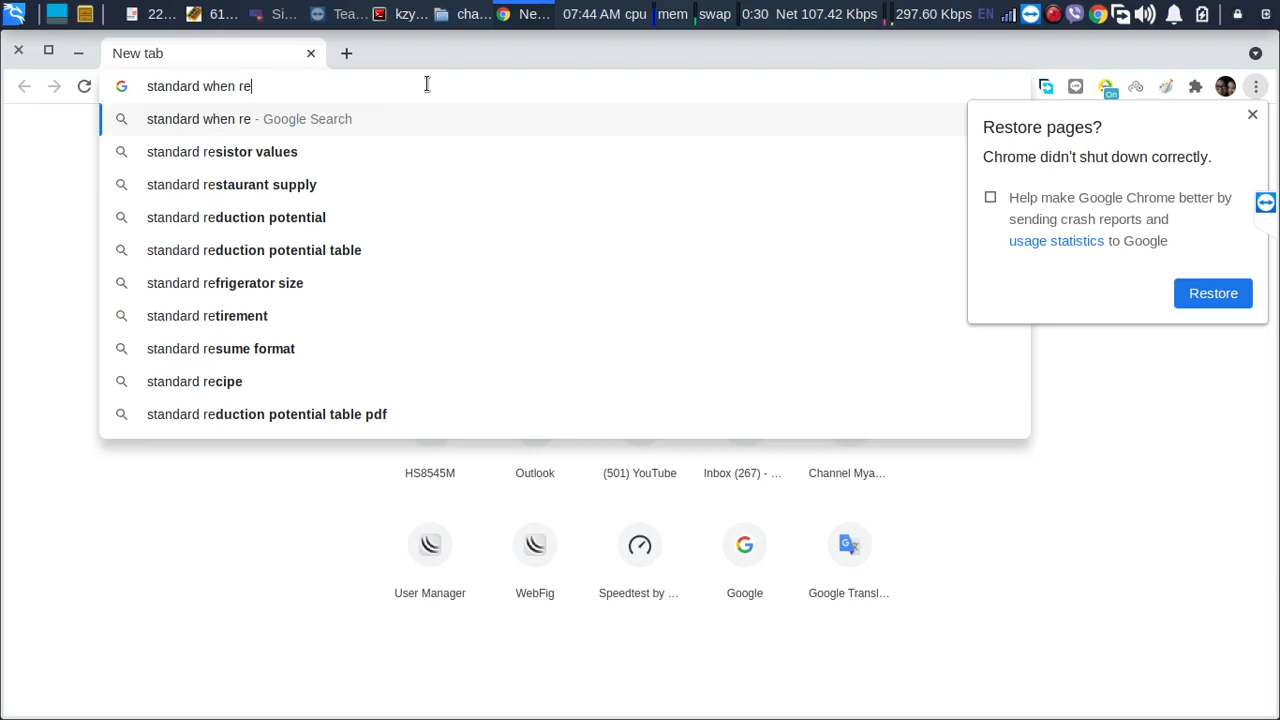 22... 61... Si... Tea... kzy... cha... Ne... 07:44 AM cpu mem swap 0:30 Net 107.42 Kbps 297.60 Kbps EN
New tab
standard when re
standard when re - Google Search
standard resistor values
standard restaurant supply
standard reduction potential
standard reduction potential table
standard refrigerator size
standard retirement
standard resume format
standard recipe
standard reduction potential table pdf
On
Restore pages?
Chrome didn't shut down correctly.
Help make Google Chrome better by
sending crash reports and
usage statistics to Google
Restore
HS8545M Outlook (501) YouTube Inbox (267) - ... Channel Mya...
User Manager WebFig Speedtest by ... Google Google Transl...